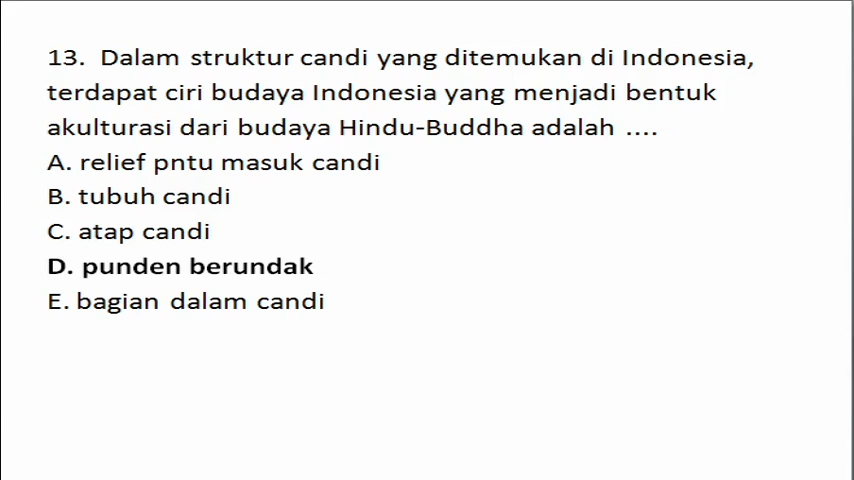 13. Dalam struktur candi yang ditemukan di Indonesia,
terdapat ciri budaya Indonesia yang menjadi bentuk
akulturasi dari budaya Hindu-Buddha adalah ....
A. relief pntu masuk candi
B. tubuh candi
C. atap candi
D. punden berundak
E. bagian dalam candi